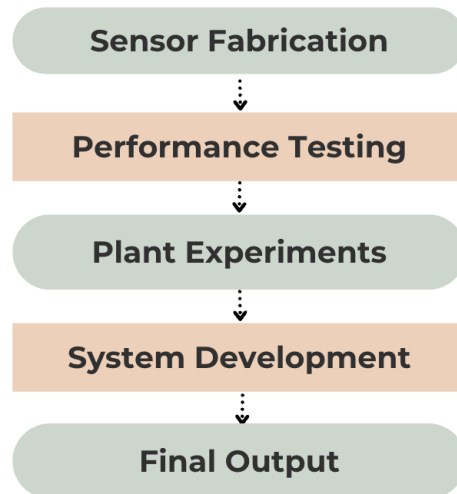 Sensor Fabrication
Performance Testing
Plant Experiments
System Development
Final Output